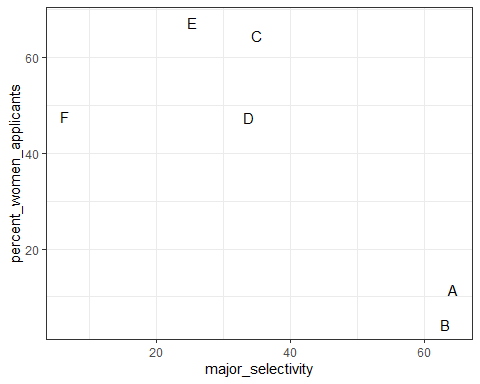 E
C
60
F
D
40
20
A
B
20
40
60
major_selectivity
percent_women_applicants